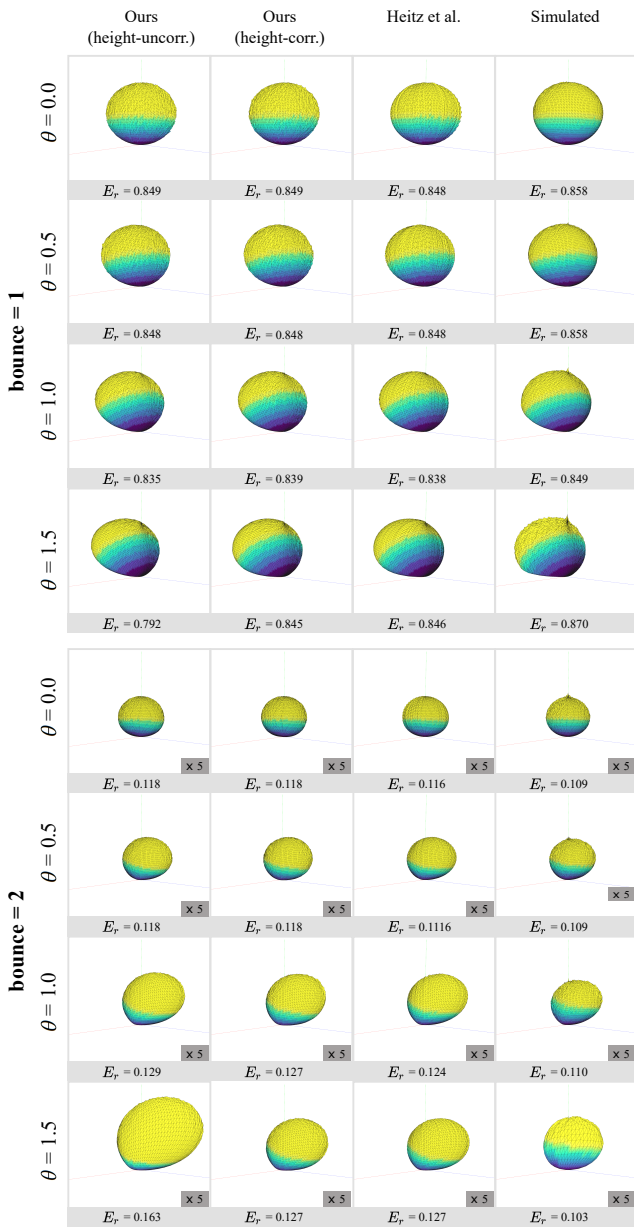 Ours Ours Heitz et al. Simulated
(height-uncorr.) (height-corr.)
bounce = 1
θ = 0.0
E_r = 0.849 E_r = 0.849 E_r = 0.848 E_r = 0.858
θ = 0.5
E_r = 0.848 E_r = 0.848 E_r = 0.848 E_r = 0.858
θ = 1.0
E_r = 0.835 E_r = 0.839 E_r = 0.838 E_r = 0.849
θ = 1.5
E_r = 0.792 E_r = 0.845 E_r = 0.846 E_r = 0.870
bounce = 2
θ = 0.0
x 5 x 5 x 5 x 5
E_r = 0.118 E_r = 0.118 E_r = 0.116 E_r = 0.109
θ = 0.5
x 5 x 5 x 5 x 5
E_r = 0.118 E_r = 0.118 E_r = 0.1116 E_r = 0.109
θ = 1.0
x 5 x 5 x 5 x 5
E_r = 0.129 E_r = 0.127 E_r = 0.124 E_r = 0.110
θ = 1.5
x 5 x 5 x 5 x 5
E_r = 0.163 E_r = 0.127 E_r = 0.127 E_r = 0.103